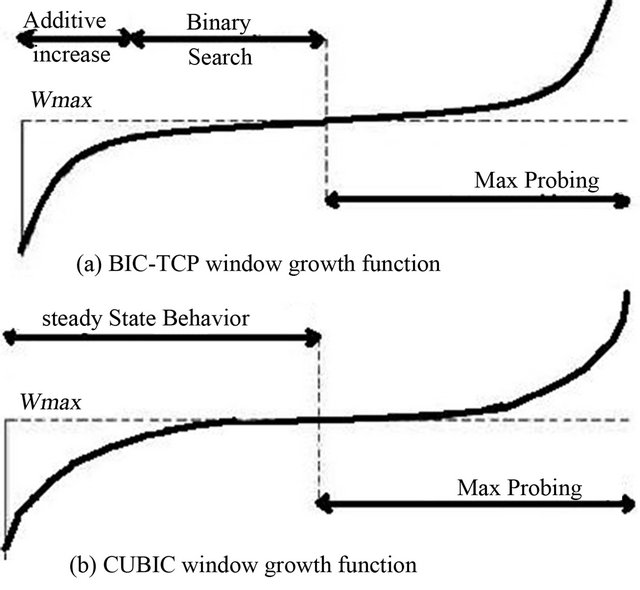 Additive
increase
Binary
Search
Wmax
Max Probing
(a) BIC-TCP window growth function
steady State Behavior
Wmax
Max Probing
(b) CUBIC window growth function